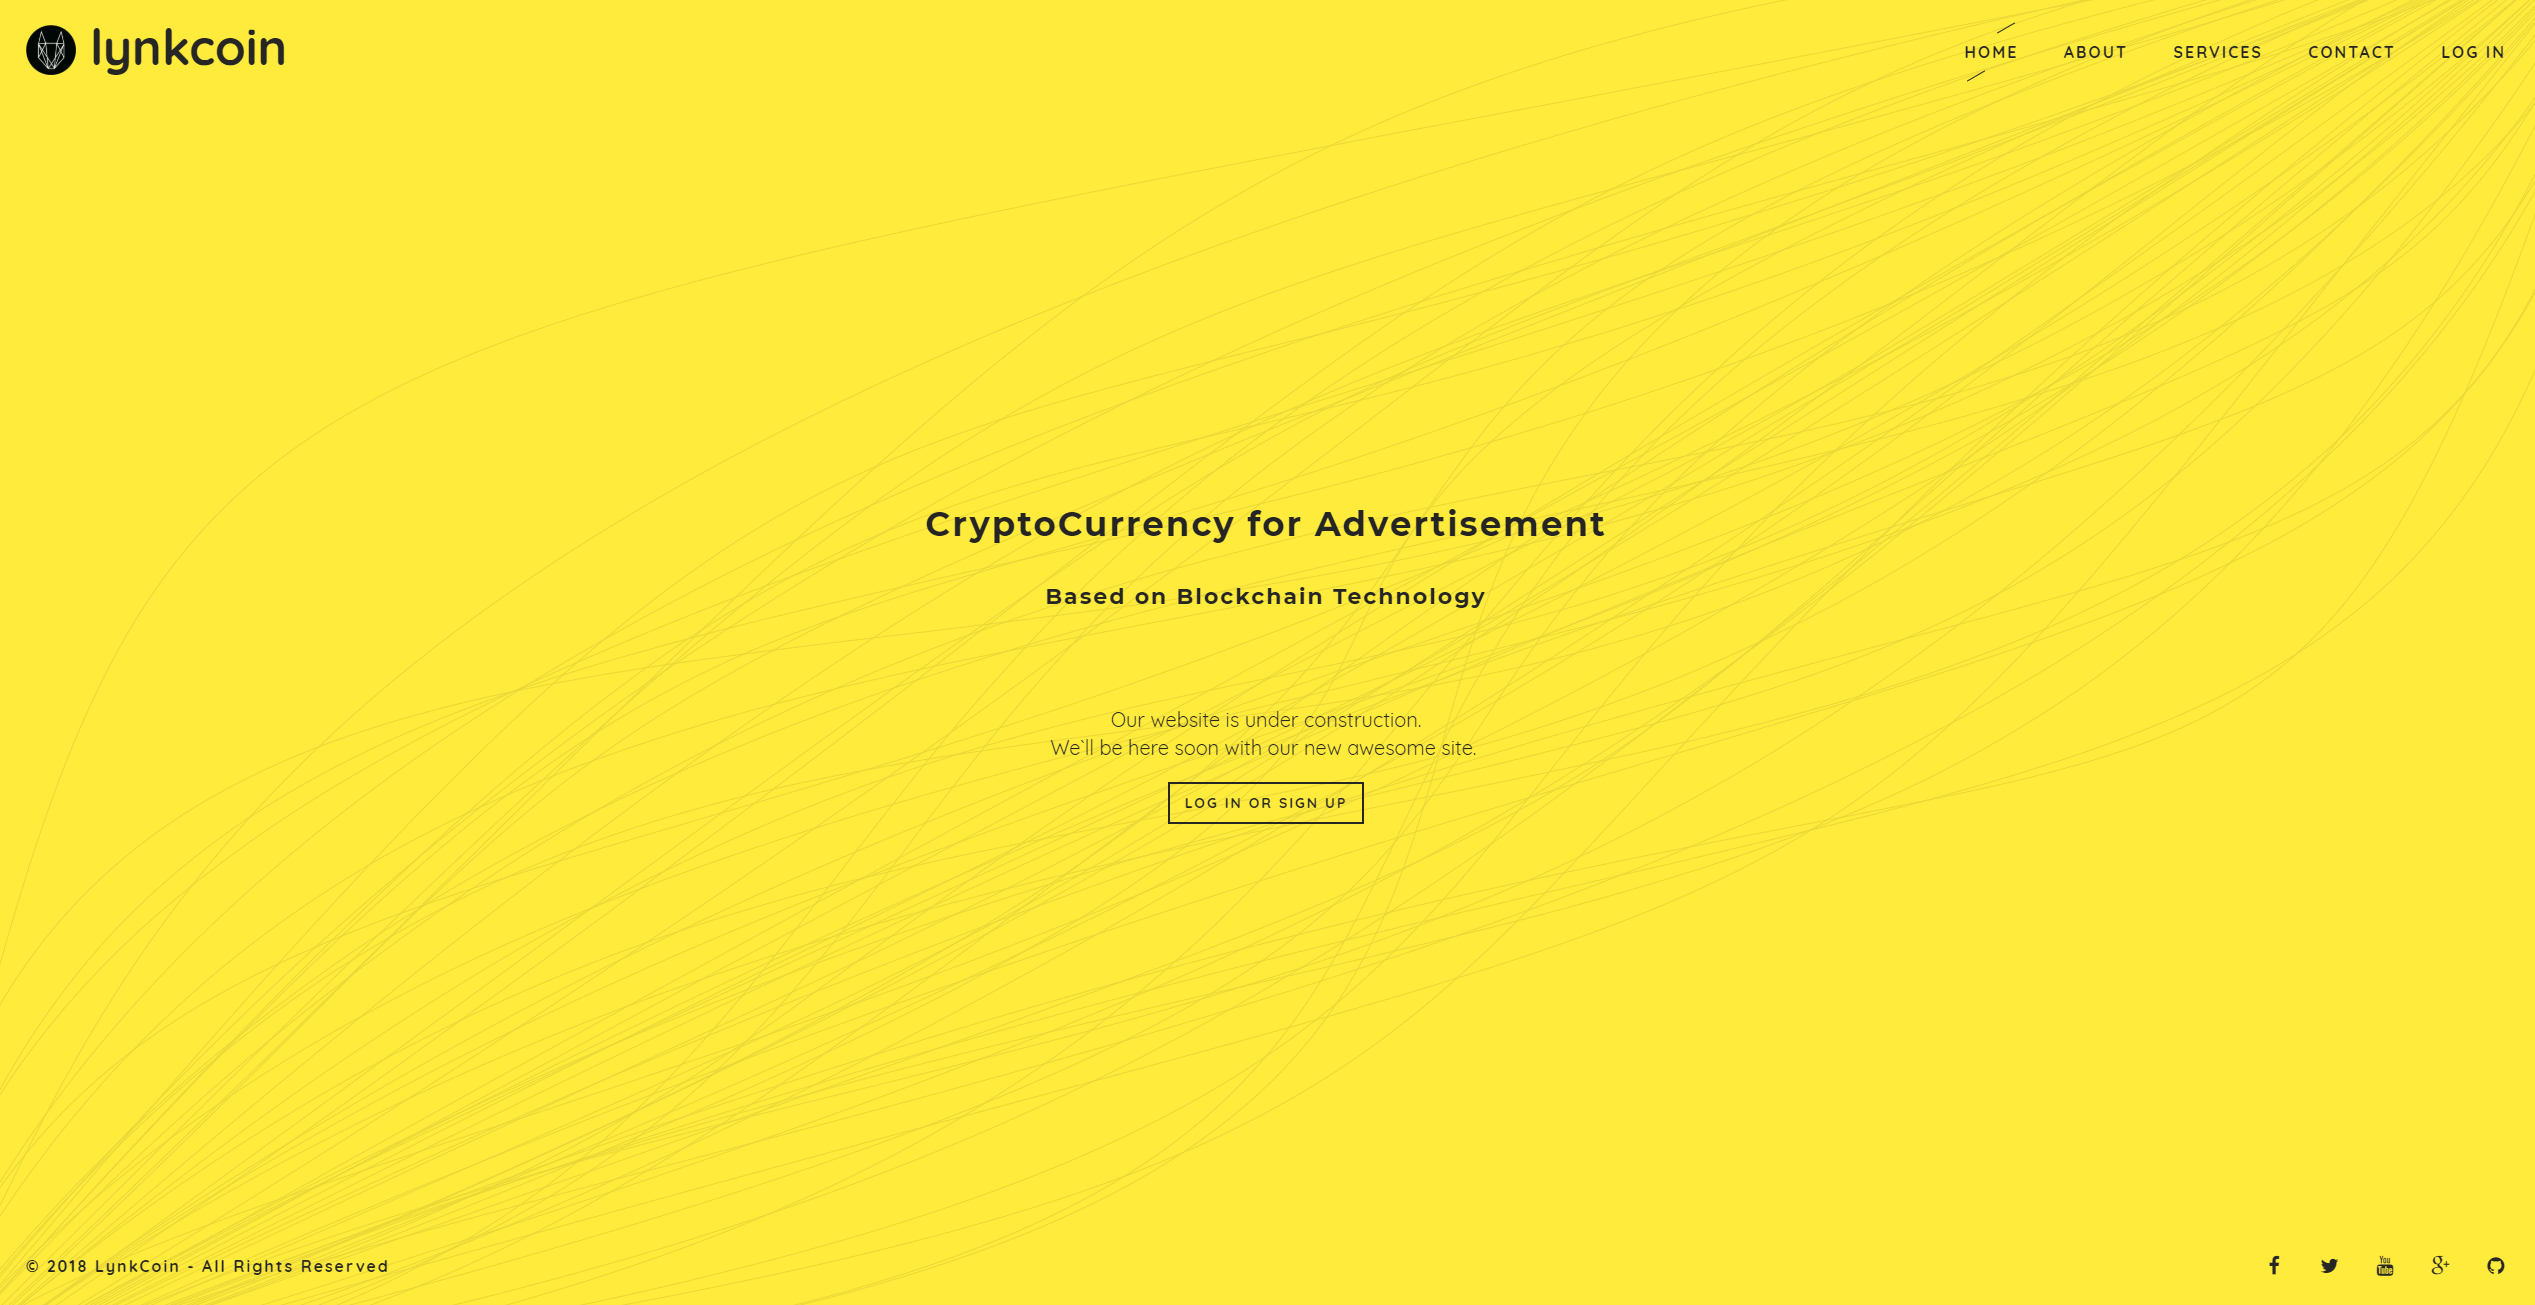 lynkcoin
HOME ABOUT SERVICES CONTACT LOG IN
CryptoCurrency for Advertisement
Based on Blockchain Technology
Our website is under construction.
We`ll be here soon with our new awesome site.
LOG IN OR SIGN UP
© 2018 LynkCoin - All Rights Reserved
You Tube
g+